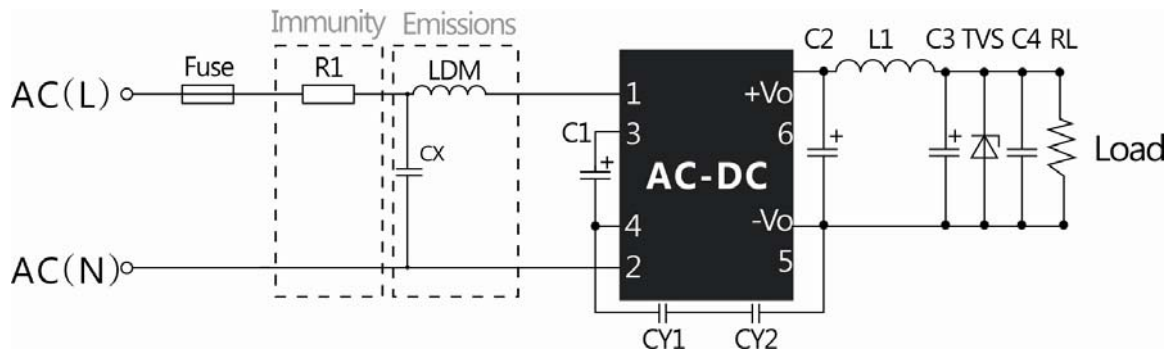 Immunity Emissions
C2 L1 C3 TVS C4 RL
Fuse R1 LDM
AC(L)
1 +Vo
C1 3 6
+ + +
CX
AC-DC
Load
4 -Vo
AC(N)
2 5
CY1 CY2